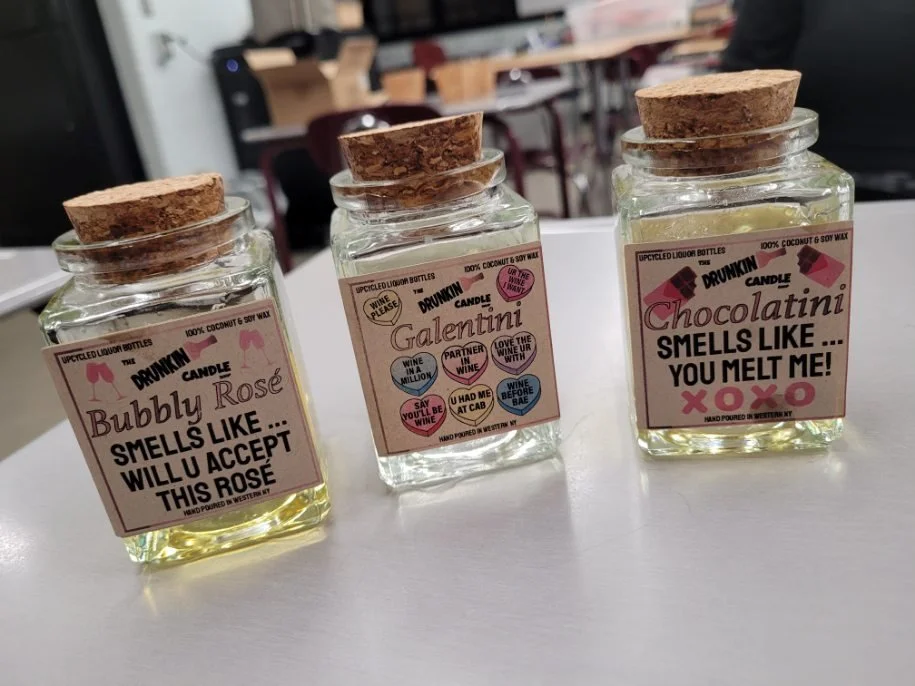 UPCYCLED LIQUOR BOTTLES
100% COCONUT & SOY WAX
THE
DRUNKIN
CANDLE
Bubbly Rosé
SMELLS LIKE ...
WILL U ACCEPT
THIS ROSÉ
HAND POURED IN WESTERN NY
UPCYCLED LIQUOR BOTTLES
100% COCONUT & SOY WAX
THE
DRUNKIN
CANDLE
WINE
PLEASE
UR THE
WINE
I WANT
Galentini
WINE
IN A
MILLION
PARTNER
IN
WINE
LOVE THE
WINE UR
WITH
SAY
YOU'LL BE
WINE
U HAD ME
AT CAB
WINE
BEFORE
BAE
HAND POURED IN WESTERN NY
UPCYCLED LIQUOR BOTTLES
100% COCONUT & SOY WAX
THE
DRUNKIN
CANDLE
Chocolatini
SMELLS LIKE ...
YOU MELT ME!
XOXO
HAND POURED IN WESTERN NY